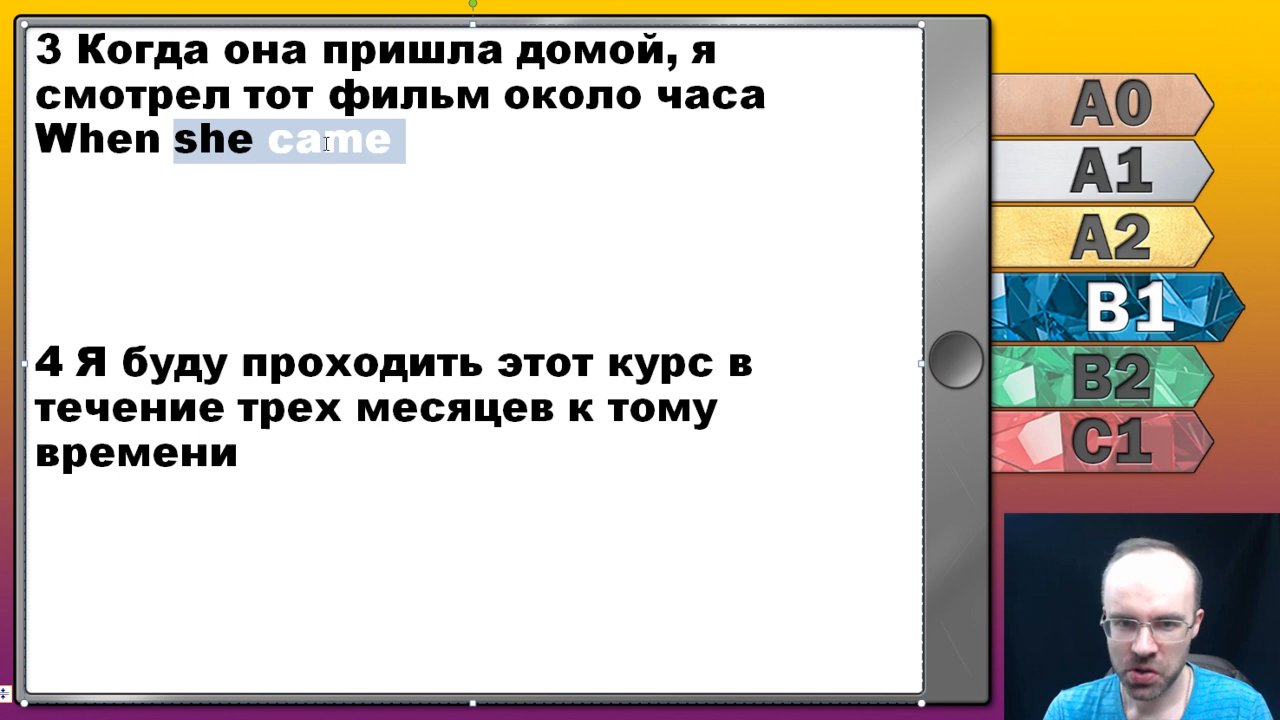 3 Когда она пришла домой, я
смотрел тот фильм около часа
When she came
4 Я буду проходить этот курс в
течение трех месяцев к тому
времени
A0
A1
A2
B1
B2
C1